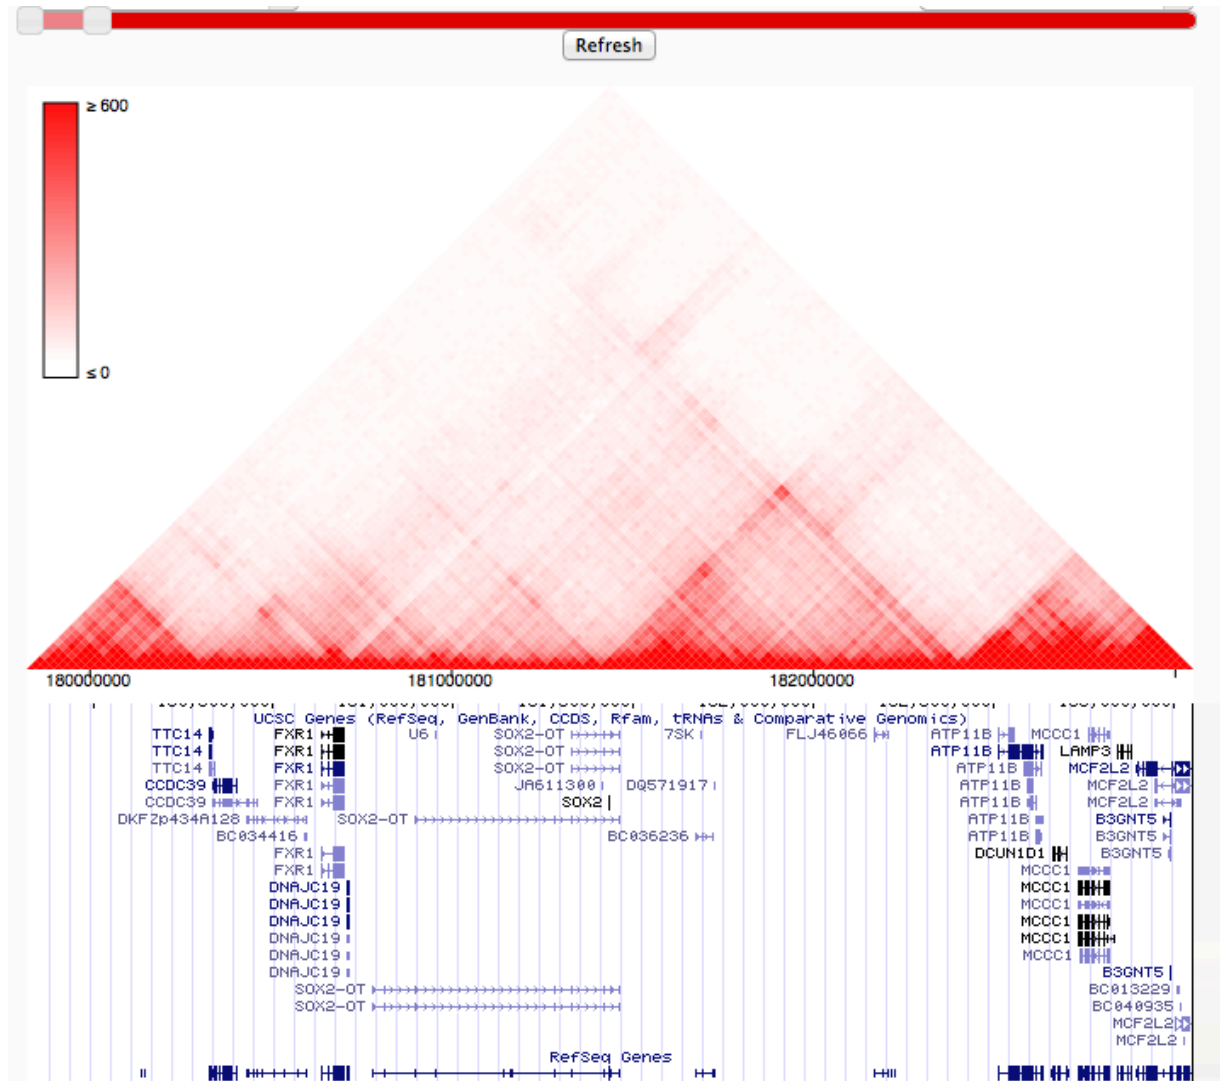 Refresh
≥ 600
≤ 0
180000000 181000000 182000000
UCSC Genes (RefSeq, GenBank, CCDS, Rfam, tRNAs & Comparative Genomics)
TTC14 FXR1 U6 SOX2-OT 7SK FLJ46066 ATP11B MCCC1
TTC14 FXR1 SOX2-OT ATP11B LAMP3
TTC14 FXR1 SOX2-OT ATP11B MCF2L2
CCDC39 FXR1 JA611300 DQ571917 ATP11B MCF2L2
CCDC39 FXR1 SOX2 ATP11B MCF2L2
DKFZp434A128 SOX2-OT ATP11B B3GNT5
BC034416 BC036236 ATP11B B3GNT5
FXR1 DCUN1D1 B3GNT5
FXR1 MCCC1
DNAJC19 MCCC1
DNAJC19 MCCC1
DNAJC19 MCCC1
DNAJC19 MCCC1
DNAJC19 MCCC1
DNAJC19 B3GNT5
SOX2-OT BC013229
SOX2-OT BC040935
MCF2L2
MCF2L2
RefSeq Genes